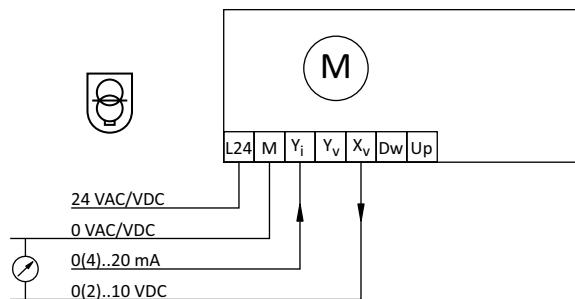 M
L24 M Yi Yv Xv Dw Up
24 VAC/VDC
0 VAC/VDC
0(4)..20 mA
0(2)..10 VDC